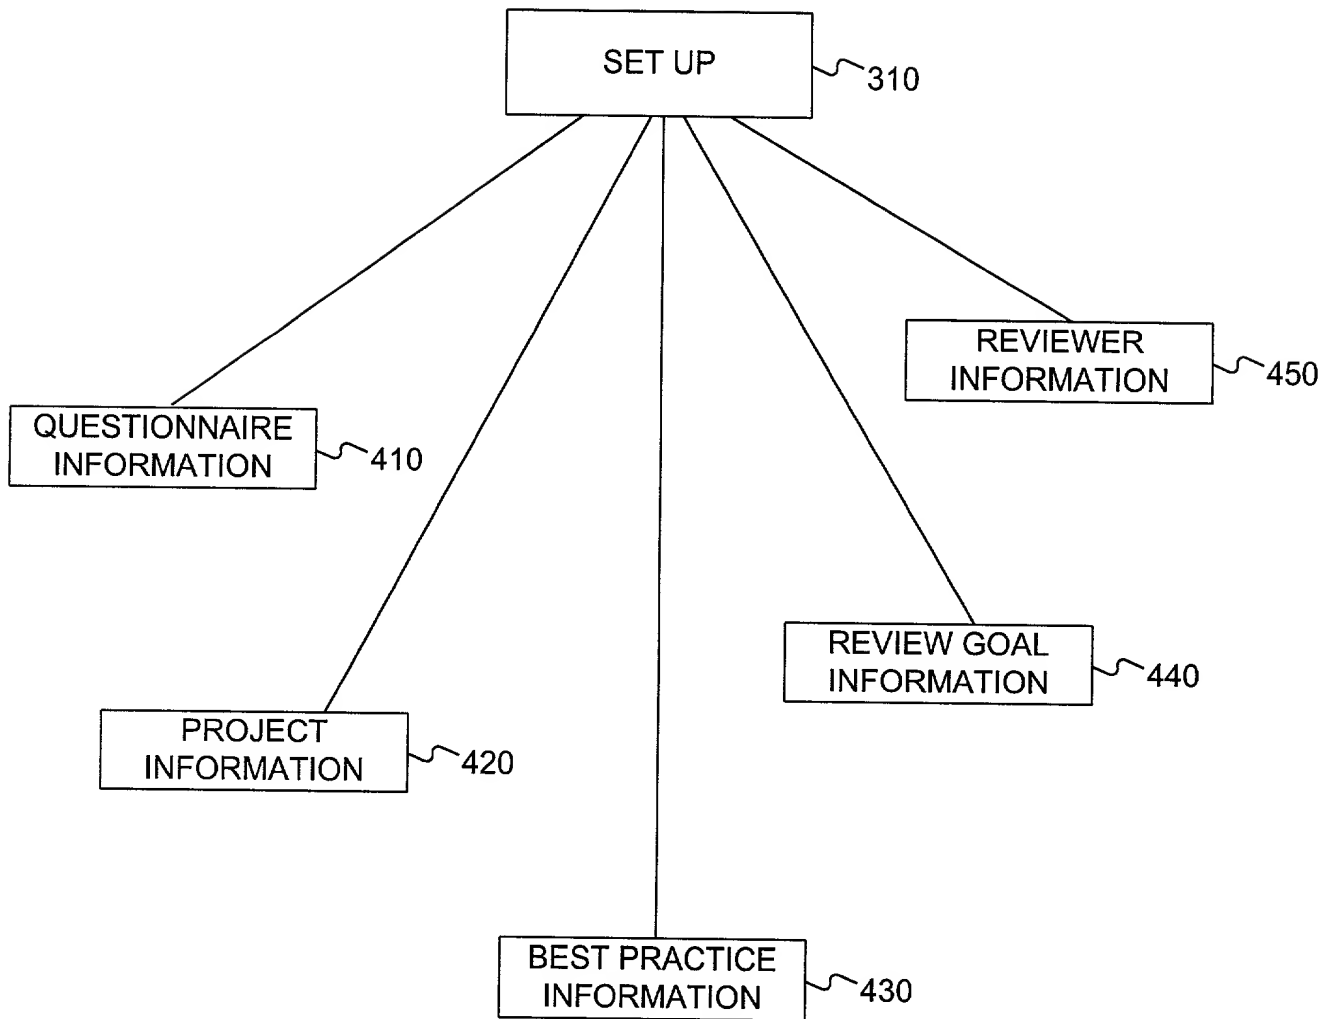 SET UP
310
REVIEWER
INFORMATION
450
QUESTIONNAIRE
INFORMATION
410
REVIEW GOAL
INFORMATION
440
PROJECT
INFORMATION
420
BEST PRACTICE
INFORMATION
430